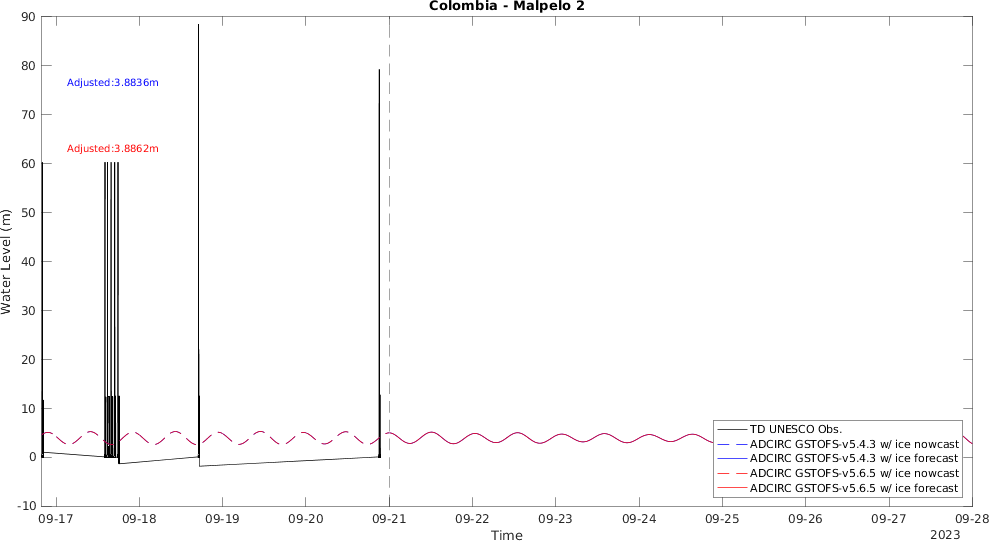 Colombia - Malpelo 2
90
80
70
60
50
40
30
20
10
0
-10
Water Level (m)
Adjusted:3.8836m
Adjusted:3.8862m
TD UNESCO Obs.
ADCIRC GSTOFS-v5.4.3 w/ ice nowcast
ADCIRC GSTOFS-v5.4.3 w/ ice forecast
ADCIRC GSTOFS-v5.6.5 w/ ice nowcast
ADCIRC GSTOFS-v5.6.5 w/ ice forecast
09-17 09-18 09-19 09-20 09-21 09-22 09-23 09-24 09-25 09-26 09-27 09-28
Time
2023